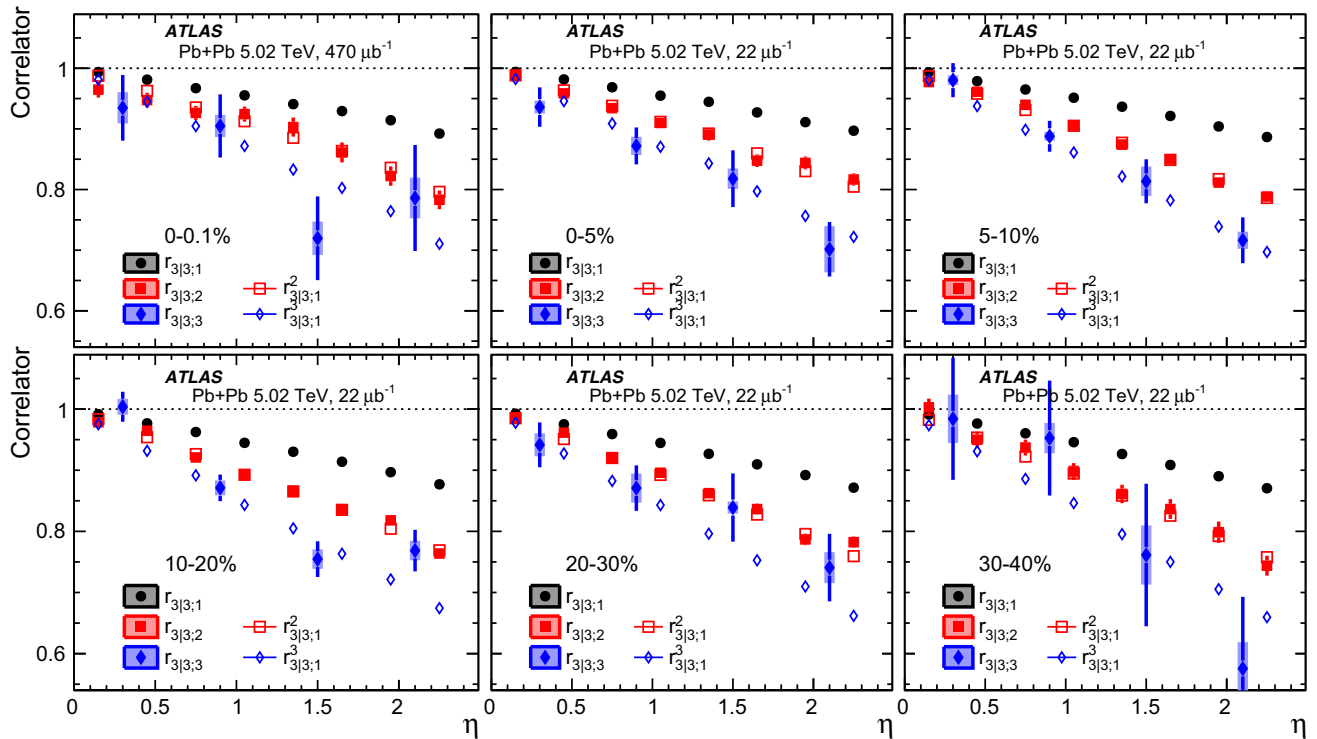 Correlator
1
0.8
0.6
ATLAS
Pb+Pb 5.02 TeV, 470 μb⁻¹
0-0.1%
r3|3;1
r3|3;2 r²3|3;1
r3|3;3 r³3|3;1
ATLAS
Pb+Pb 5.02 TeV, 22 μb⁻¹
0-5%
r3|3;1
r3|3;2 r²3|3;1
r3|3;3 r³3|3;1
ATLAS
Pb+Pb 5.02 TeV, 22 μb⁻¹
5-10%
r3|3;1
r3|3;2 r²3|3;1
r3|3;3 r³3|3;1
Correlator
1
0.8
0.6
ATLAS
Pb+Pb 5.02 TeV, 22 μb⁻¹
10-20%
r3|3;1
r3|3;2 r²3|3;1
r3|3;3 r³3|3;1
0 0.5 1 1.5 2 η
ATLAS
Pb+Pb 5.02 TeV, 22 μb⁻¹
20-30%
r3|3;1
r3|3;2 r²3|3;1
r3|3;3 r³3|3;1
0 0.5 1 1.5 2 η
ATLAS
Pb+Pb 5.02 TeV, 22 μb⁻¹
30-40%
r3|3;1
r3|3;2 r²3|3;1
r3|3;3 r³3|3;1
0 0.5 1 1.5 2 η